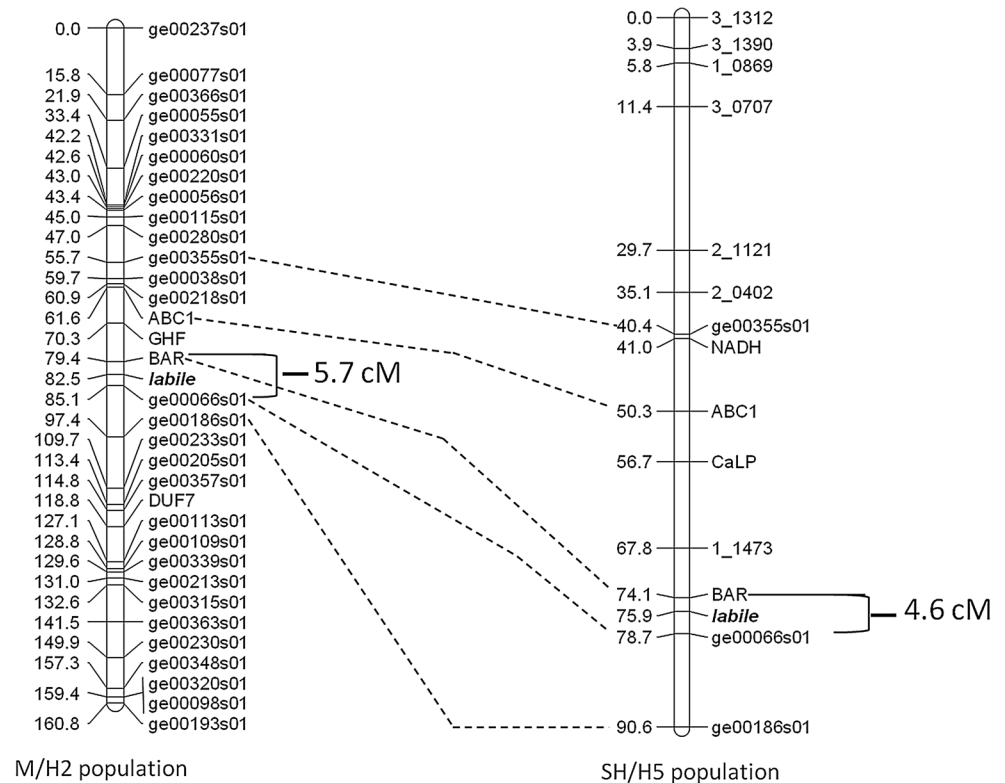 0.0 ge00237s01
15.8 ge00077s01
21.9 ge00366s01
33.4 ge00055s01
42.2 ge00331s01
42.6 ge00060s01
43.0 ge00220s01
43.4 ge00056s01
45.0 ge00115s01
47.0 ge00280s01
55.7 ge00355s01
59.7 ge00038s01
60.9 ge00218s01
61.6 ABC1
70.3 GHF
79.4 BAR
82.5 labile
85.1 ge00066s01
97.4 ge00186s01
109.7 ge00233s01
113.4 ge00205s01
114.8 ge00357s01
118.8 DUF7
127.1 ge00113s01
128.8 ge00109s01
129.6 ge00339s01
131.0 ge00213s01
132.6 ge00315s01
141.5 ge00363s01
149.9 ge00230s01
157.3 ge00348s01
159.4 ge00320s01
ge00098s01
160.8 ge00193s01
5.7 cM
M/H2 population
0.0 3_1312
3.9 3_1390
5.8 1_0869
11.4 3_0707
29.7 2_1121
35.1 2_0402
40.4 ge00355s01
41.0 NADH
50.3 ABC1
56.7 CaLP
67.8 1_1473
74.1 BAR
75.9 labile
78.7 ge00066s01
90.6 ge00186s01
4.6 cM
SH/H5 population